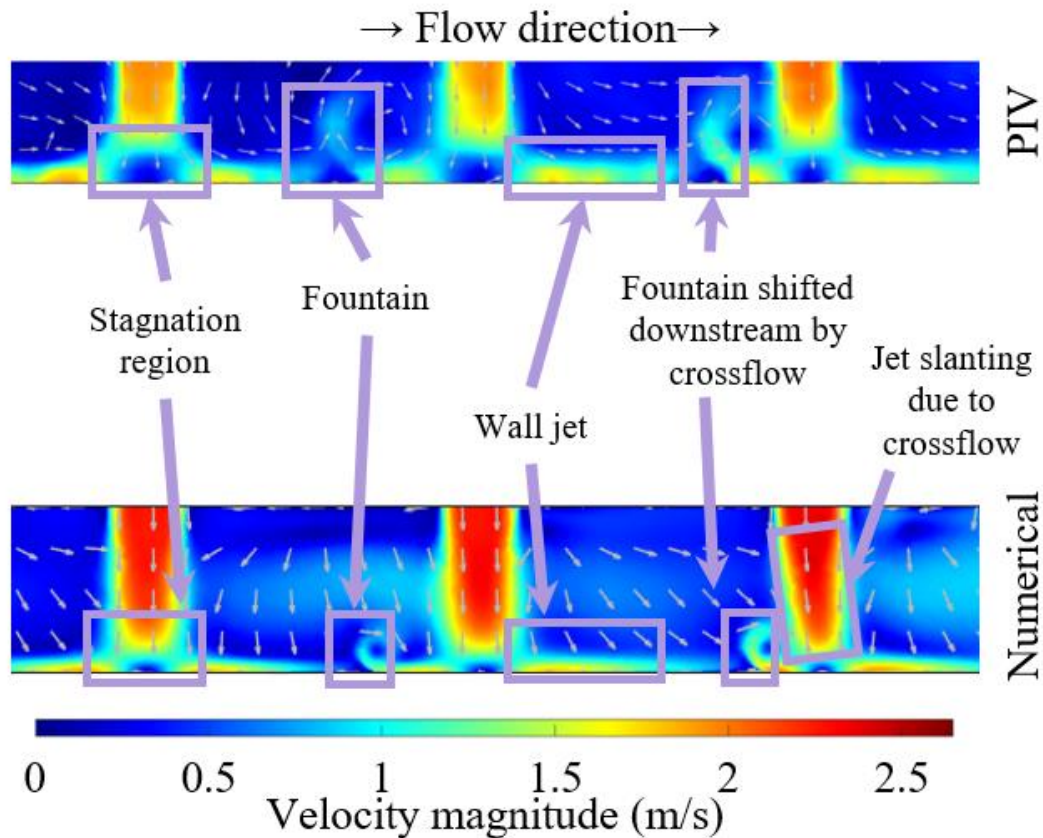 → Flow direction→
PIV
Stagnation
region
Fountain
Wall jet
Fountain shifted
downstream by
crossflow
Jet slanting
due to
crossflow
Numerical
0 0.5 1 1.5 2 2.5
Velocity magnitude (m/s)